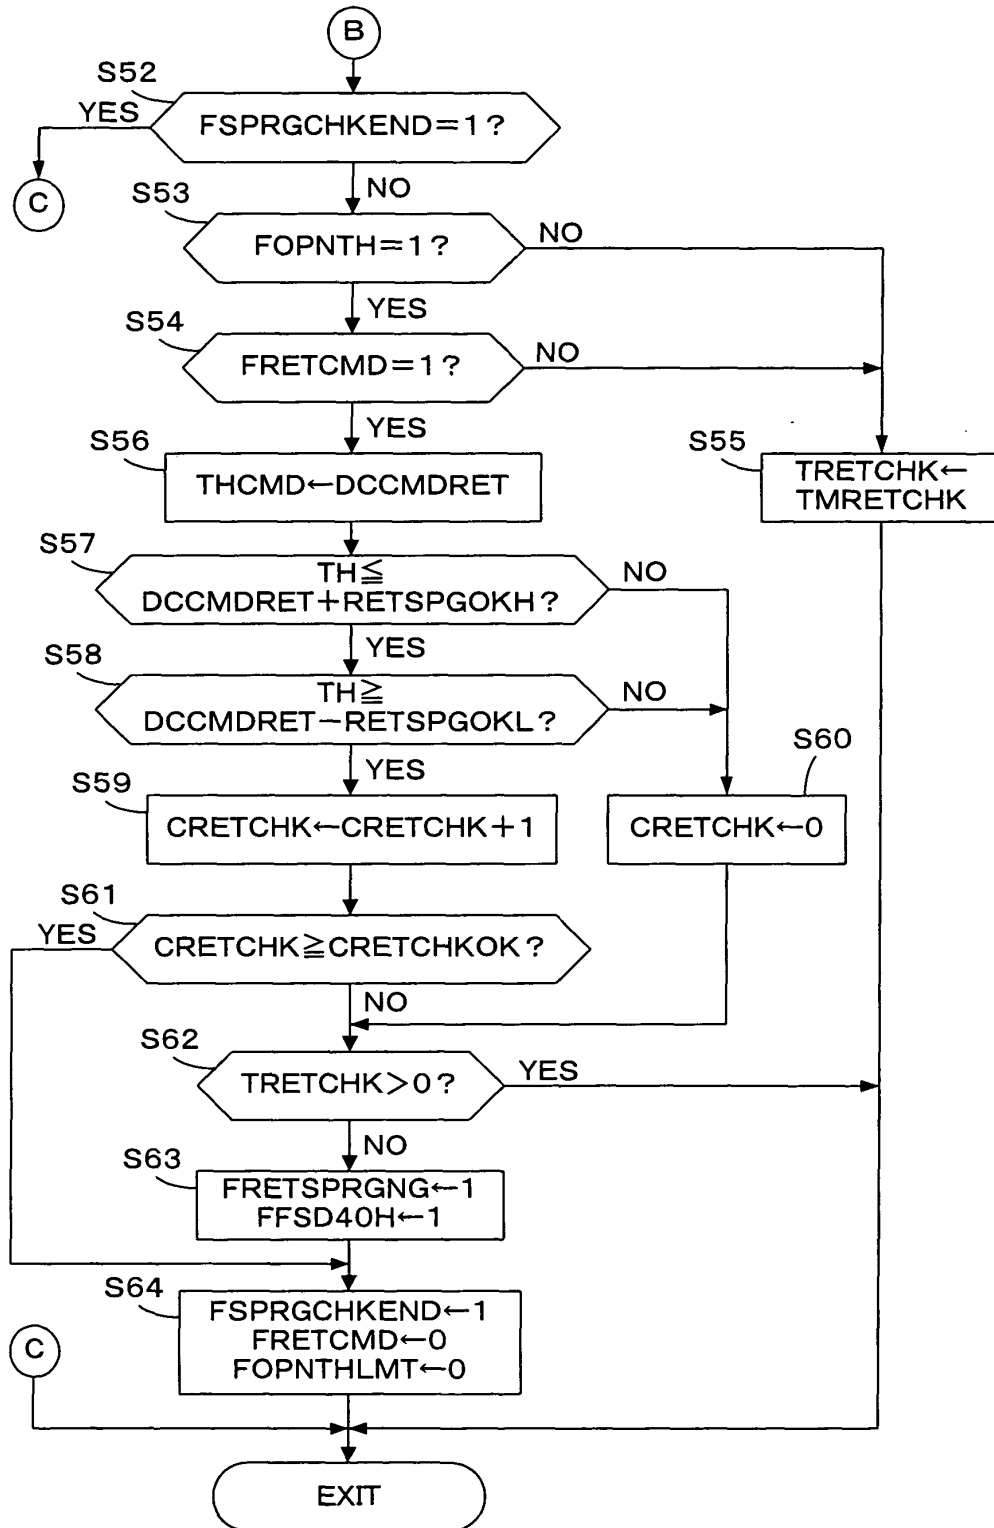 B
S52
YES
FSPRGCHKEND=1?
C
NO
S53
FOPNTH=1?
NO
YES
S54
FRETCMD=1?
NO
YES
S56
THCMD←DCCMDRET
S55
TRETCHK←
TMRETCHK
S57
TH≦
DCCMDRET+RETSPGOKH?
NO
YES
S58
TH≧
DCCMDRET−RETSPGOKL?
NO
YES
S59
CRETCHK←CRETCHK+1
S60
CRETCHK←0
S61
YES
CRETCHK≧CRETCHKOK?
NO
S62
TRETCHK>0?
YES
NO
S63
FRETSPRGNG←1
FFSD40H←1
S64
FSPRGCHKEND←1
FRETCMD←0
FOPNTHLMT←0
C
EXIT